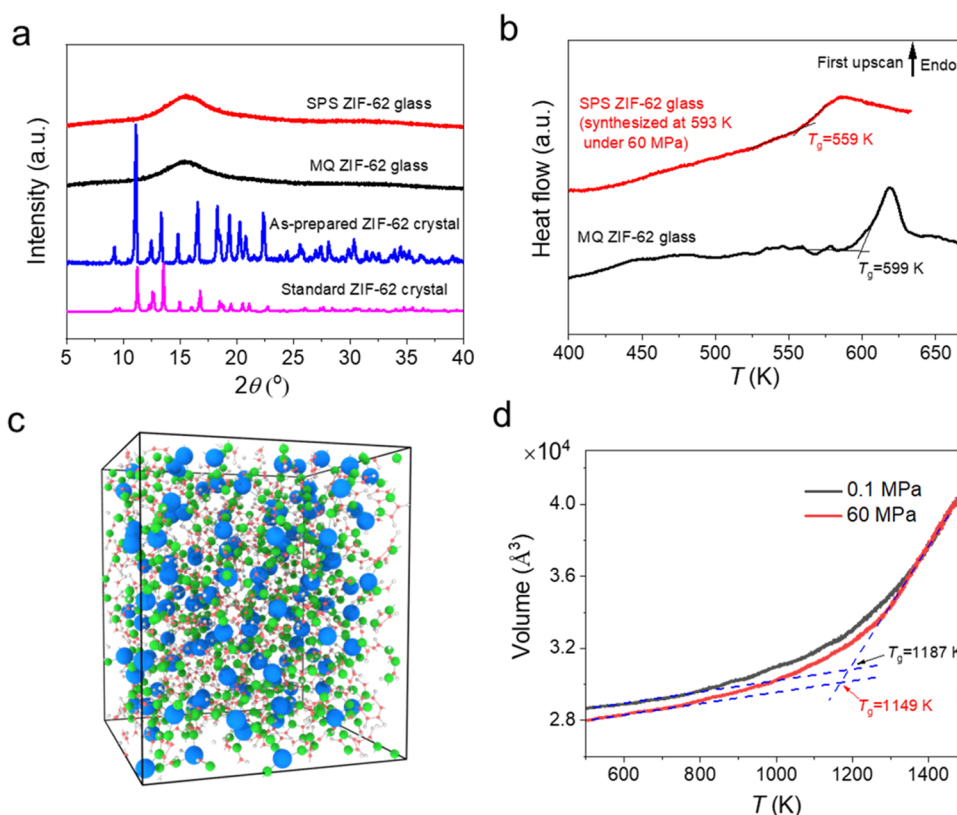 a
Intensity (a.u.)
SPS ZIF-62 glass
MQ ZIF-62 glass
As-prepared ZIF-62 crystal
Standard ZIF-62 crystal
5 10 15 20 25 30 35 40
2θ (°)
b
Heat flow (a.u.)
First upscan
Endo
SPS ZIF-62 glass
(synthesized at 593 K
under 60 MPa)
Tg=559 K
MQ ZIF-62 glass
Tg=599 K
400 450 500 550 600 650
T (K)
c
d
×10⁴
Volume (Å³)
4.0
3.6
3.2
2.8
0.1 MPa
60 MPa
Tg=1187 K
Tg=1149 K
600 800 1000 1200 1400
T (K)